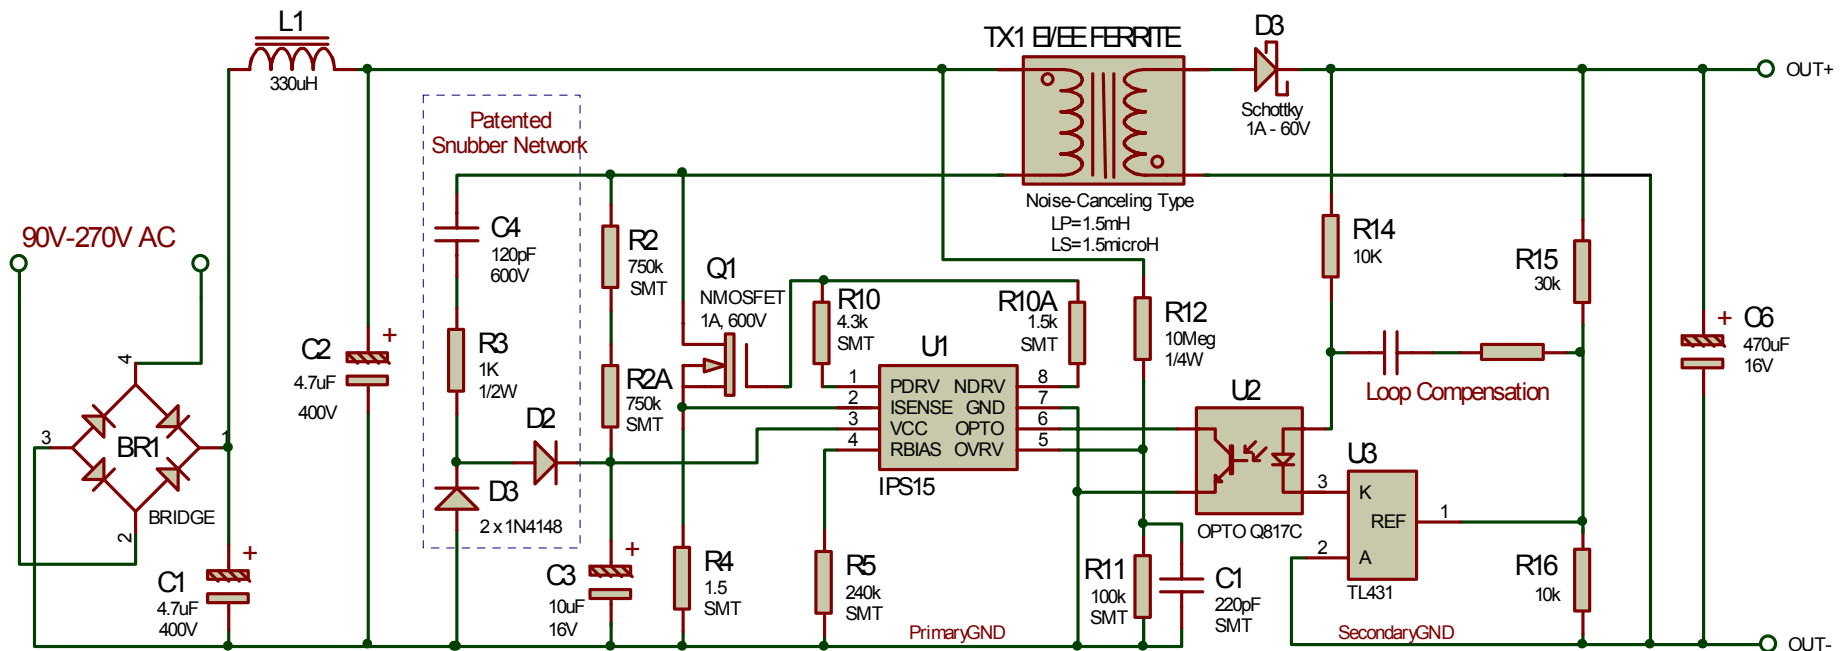 L1
330uH
TX1 EI/EE FERRITE
D3
Schottky
1A - 60V
OUT+
Patented
Snubber Network
Noise-Canceling Type
LP=1.5mH
LS=1.5microH
90V-270V AC
C4
120pF
600V
R2
750k
SMT
Q1
NMOSFET
1A, 600V
R10
4.3k
SMT
R10A
1.5k
SMT
R12
10Meg
1/4W
R14
10K
R15
30k
C6
470uF
16V
+
C2
4.7uF
400V
+
R3
1K
1/2W
R2A
750k
SMT
U1
1 PDRV NDRV 8
2 ISENSE GND 7
3 VCC OPTO 6
4 RBIAS OVRV 5
IPS15
U2
OPTO Q817C
Loop Compensation
U3
3 K
REF 1
2 A
TL431
4
3
BR1
1
2
BRIDGE
D2
D3
2 x 1N4148
C1
4.7uF
400V
+
C3
10uF
16V
+
R4
1.5
SMT
R5
240k
SMT
R11
100k
SMT
C1
220pF
SMT
R16
10k
PrimaryGND
SecondaryGND
OUT-